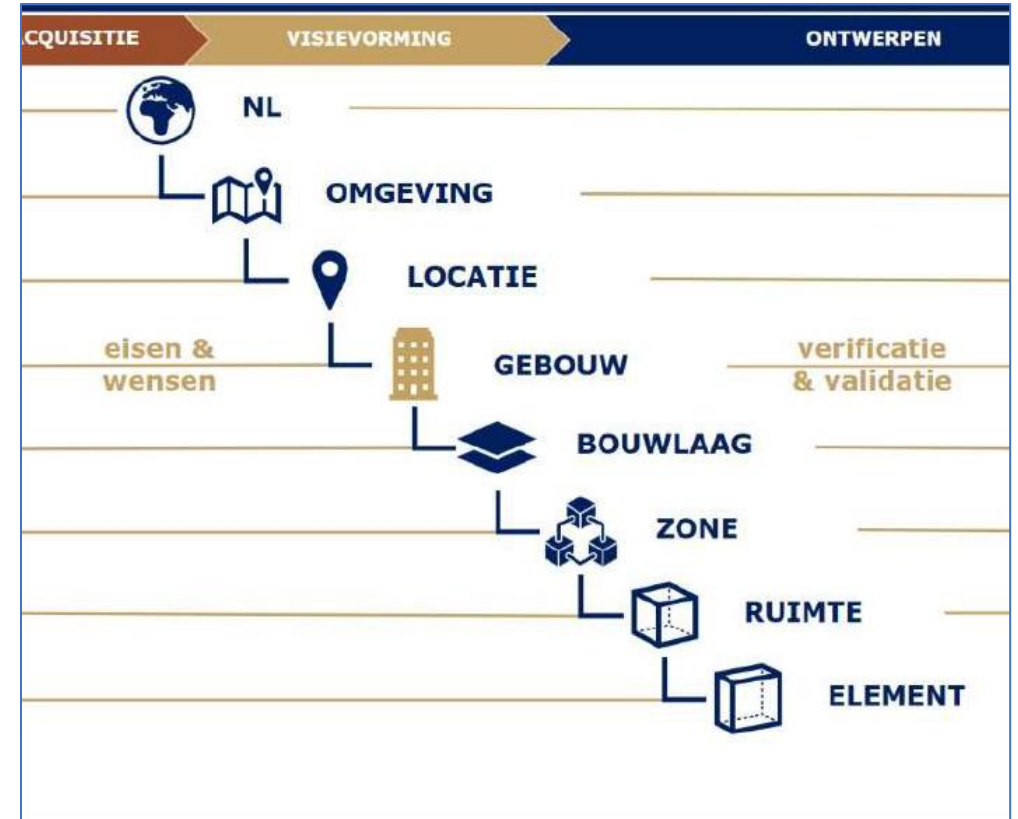 CQUISITIE
VISIEVORMING
ONTWERPEN
NL
OMGEVING
LOCATIE
eisen &
wensen
GEBOUW
verificatie
& validatie
BOUWLAAG
ZONE
RUIMTE
ELEMENT